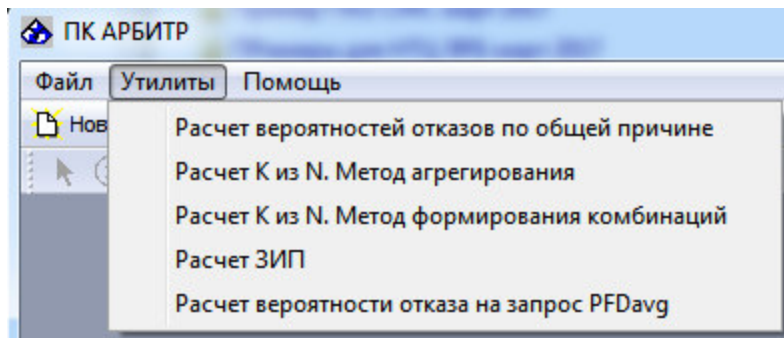 ПК АРБИТР
Файл Утилиты Помощь
Нов
Расчет вероятностей отказов по общей причине
Расчет K из N. Метод агрегирования
Расчет K из N. Метод формирования комбинаций
Расчет ЗИП
Расчет вероятности отказа на запрос PFDavg